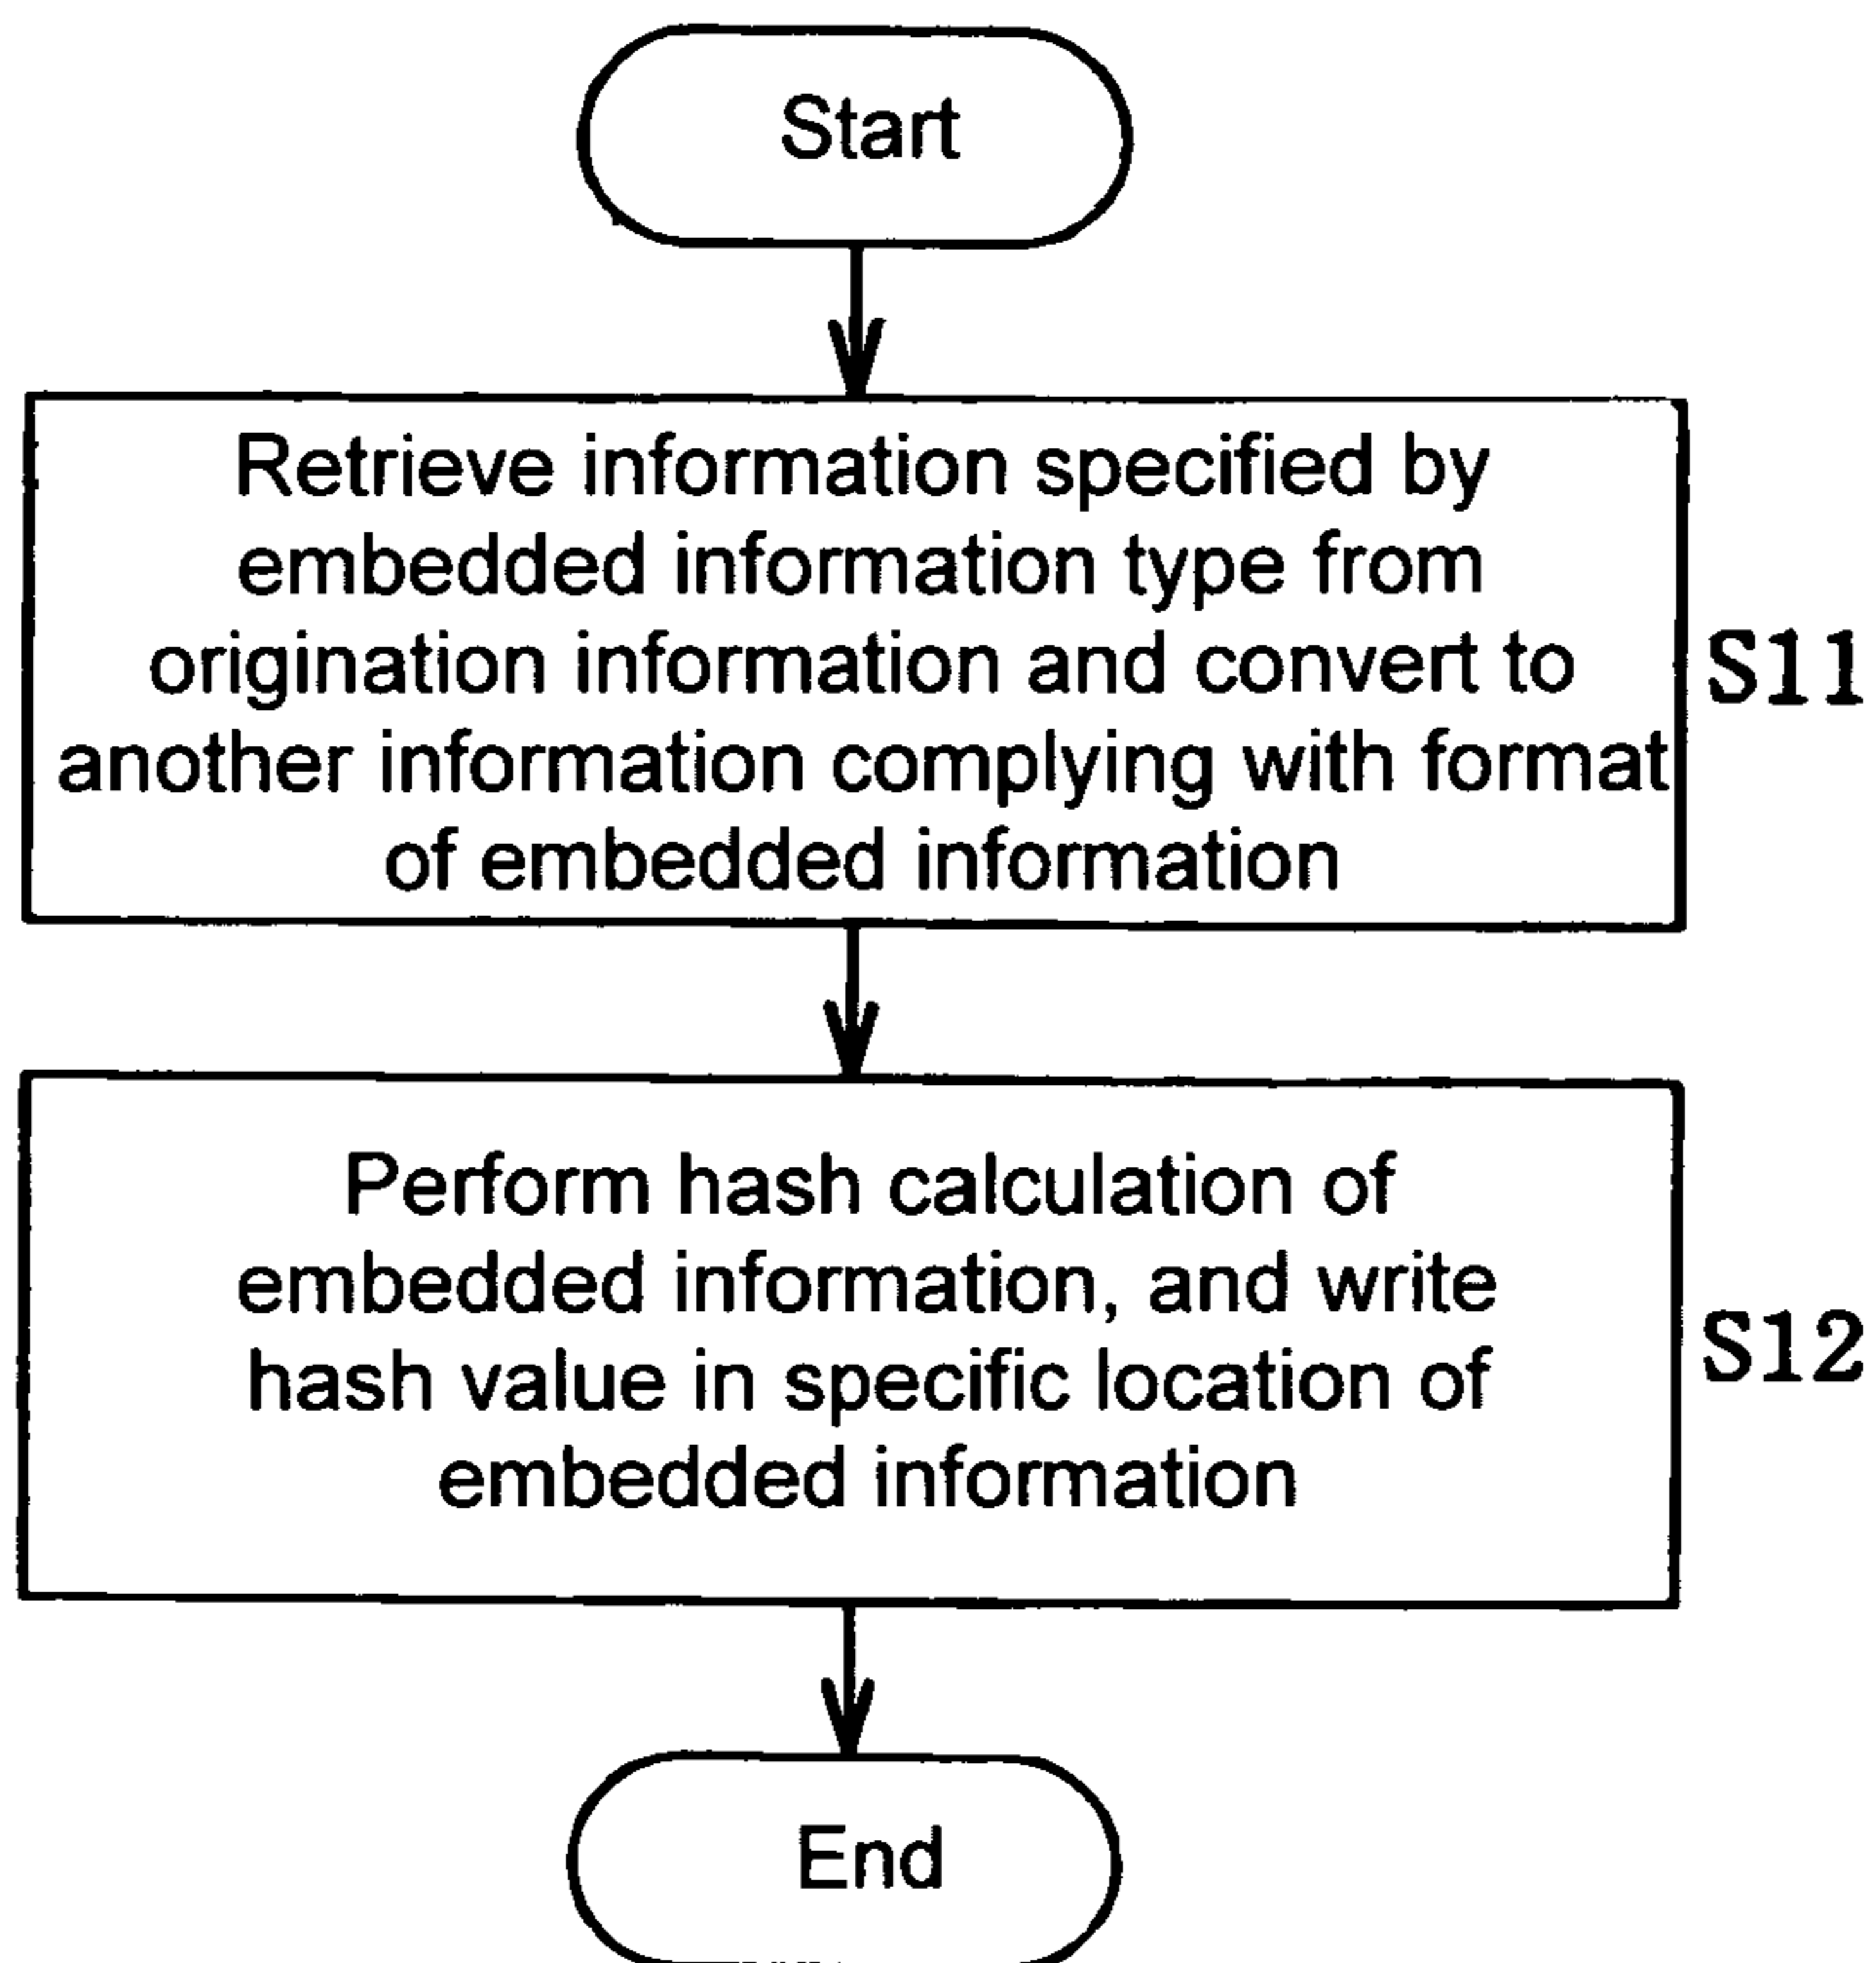 Start
Retrieve information specified by
embedded information type from
origination information and convert to
another information complying with format
of embedded information
S11
Perform hash calculation of
embedded information, and write
hash value in specific location of
embedded information
S12
End